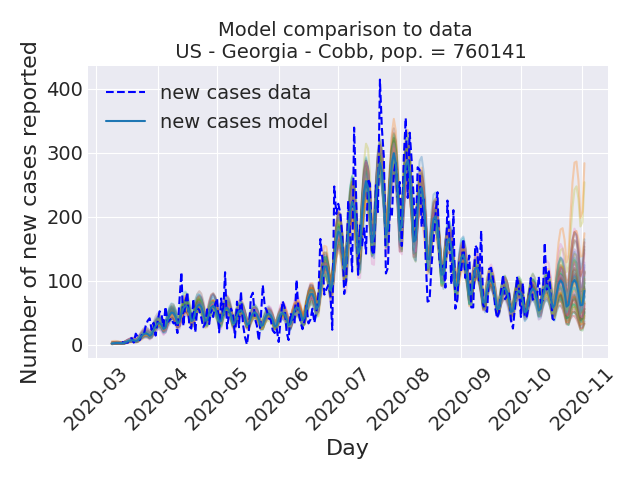 Model comparison to data
US - Georgia - Cobb, pop. = 760141
Number of new cases reported
400
300
200
100
0
new cases data
new cases model
2020-03
2020-04
2020-05
2020-06
2020-07
2020-08
2020-09
2020-10
2020-11
Day